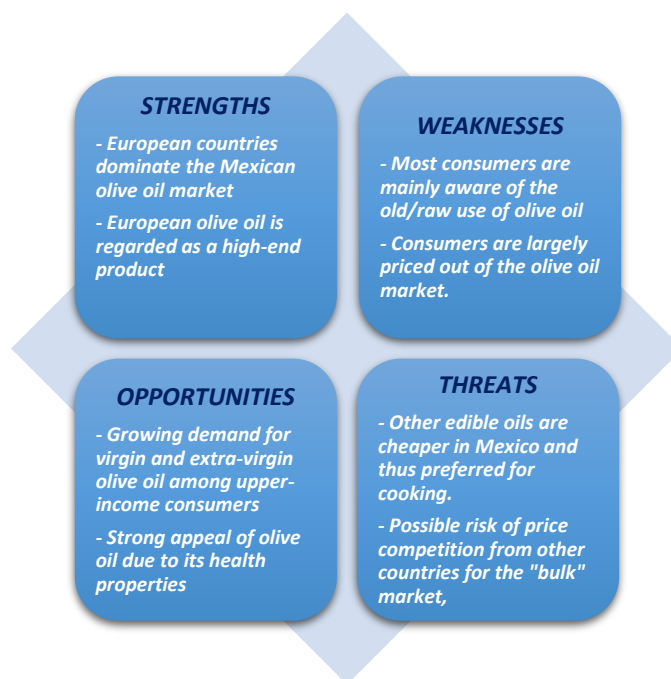 STRENGTHS
- European countries
dominate the Mexican
olive oil market
- European olive oil is
regarded as a high-end
product
WEAKNESSES
- Most consumers are
mainly aware of the
old/raw use of olive oil
- Consumers are largely
priced out of the olive oil
market.
OPPORTUNITIES
- Growing demand for
virgin and extra-virgin
olive oil among upper-
income consumers
- Strong appeal of olive
oil due to its health
properties
THREATS
- Other edible oils are
cheaper in Mexico and
thus preferred for
cooking.
- Possible risk of price
competition from other
countries for the "bulk"
market,